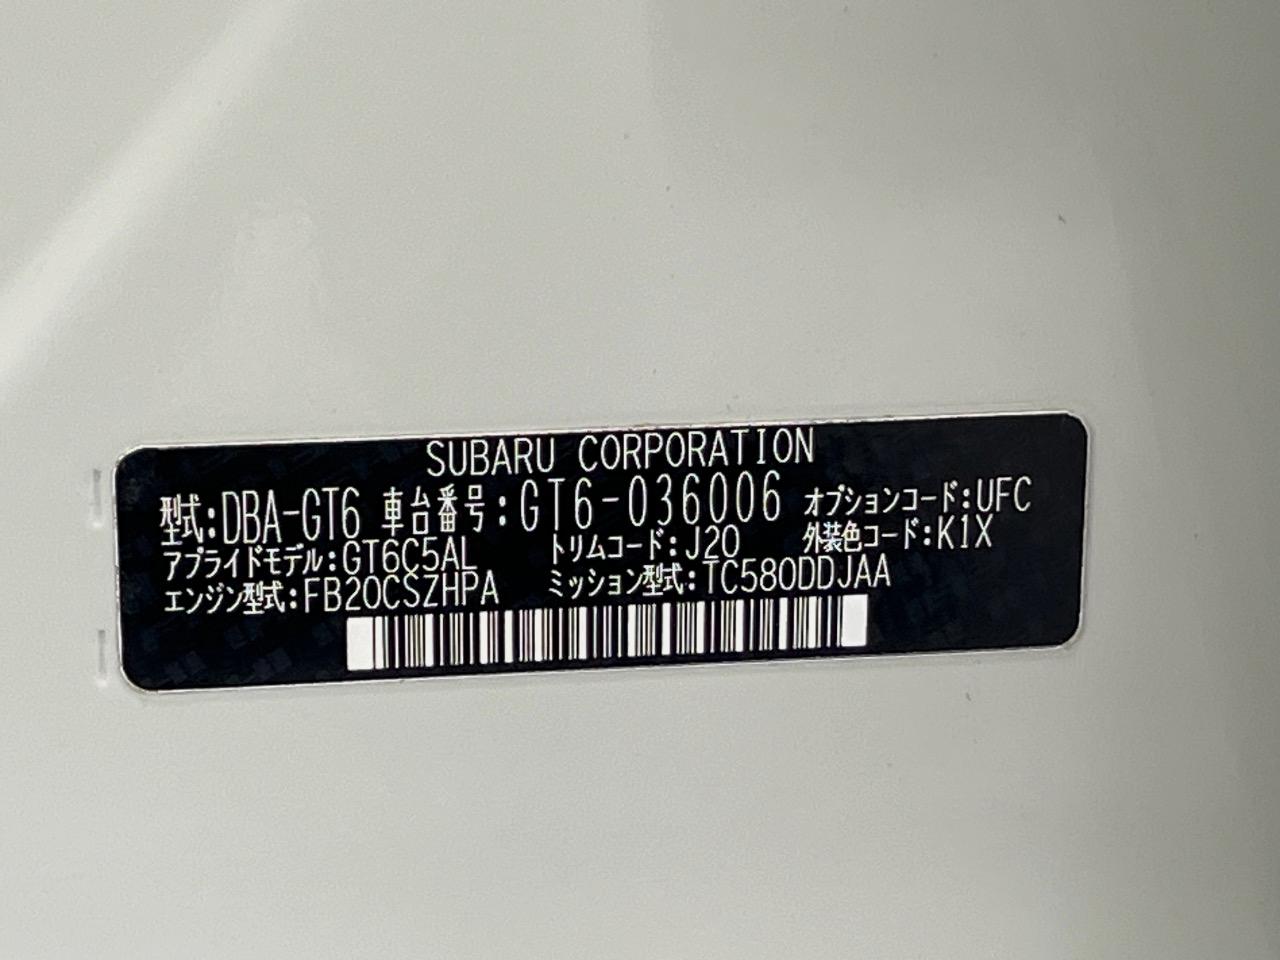 SUBARU CORPORATION
型式:DBA-GT6 車台番号:GT6-036006 オプションコード:UFC
アプライドモデル:GT6C5AL トリムコード:J20 外装色コード:K1X
エンジン型式:FB20CSZHPA ミッション型式:TC580DDJAA